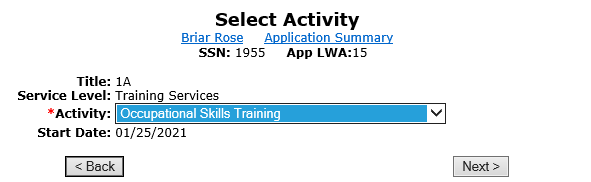 Select Activity
Briar Rose Application Summary
SSN: 1955 App LWA:15
Title: 1A
Service Level: Training Services
*Activity: Occupational Skills Training
Start Date: 01/25/2021
< Back Next >